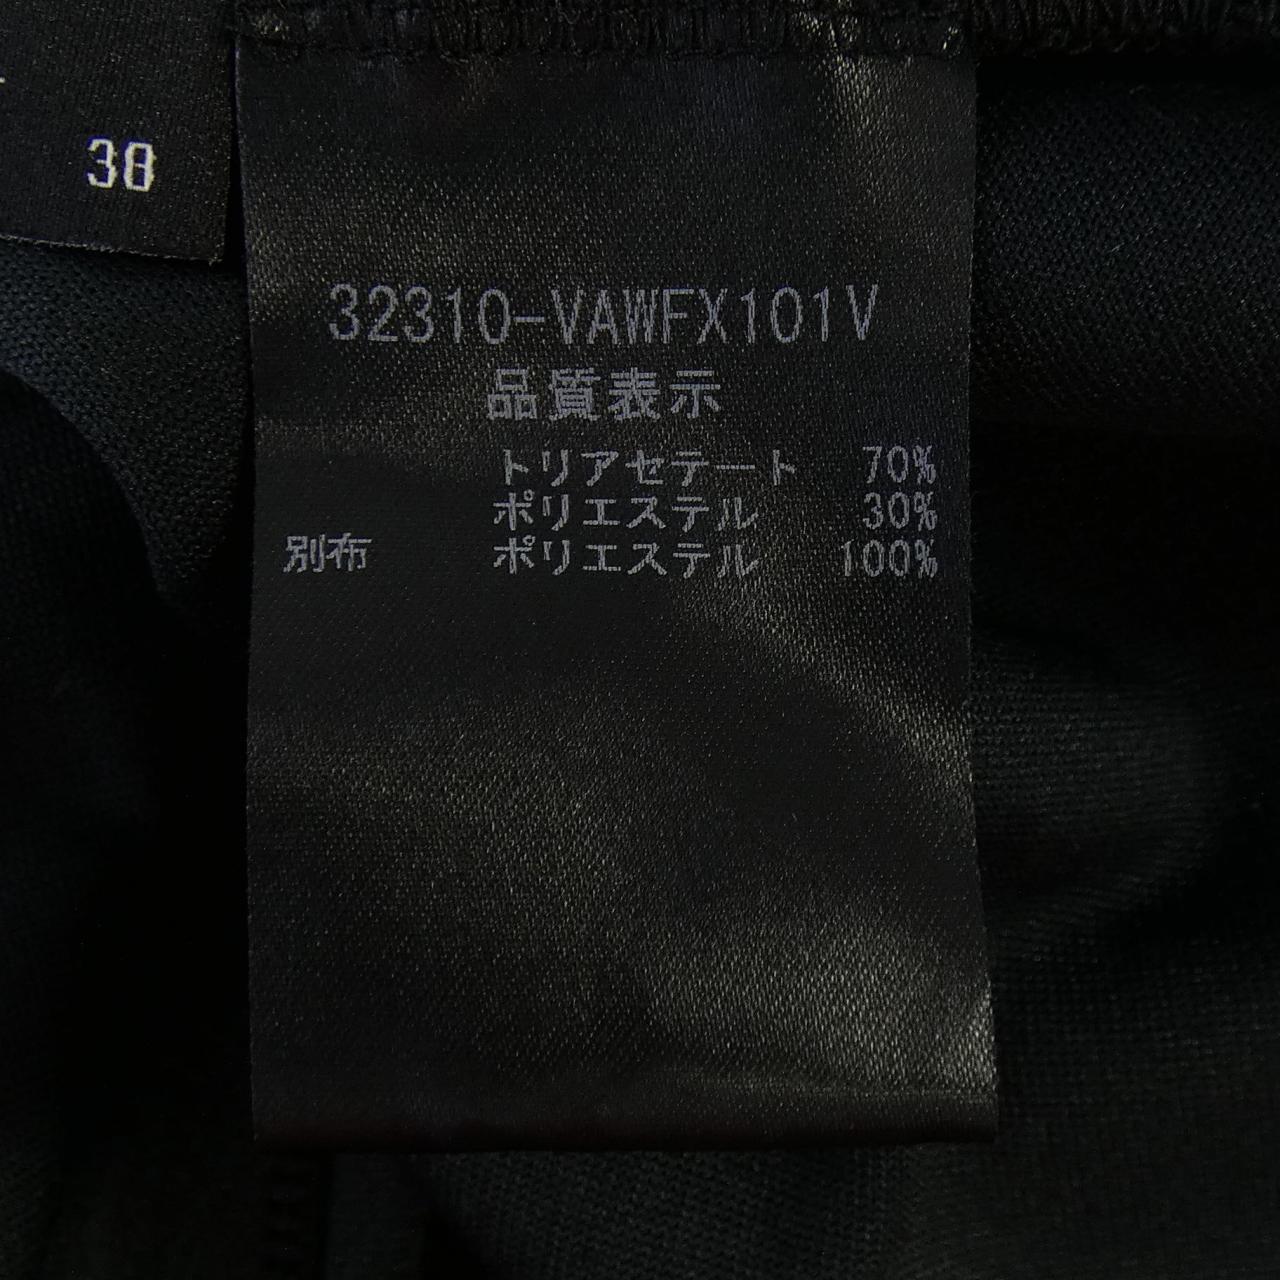 38
32310-VAWFX101V
品質表示
トリアセテート 70%
ポリエステル 30%
別布 ポリエステル 100%